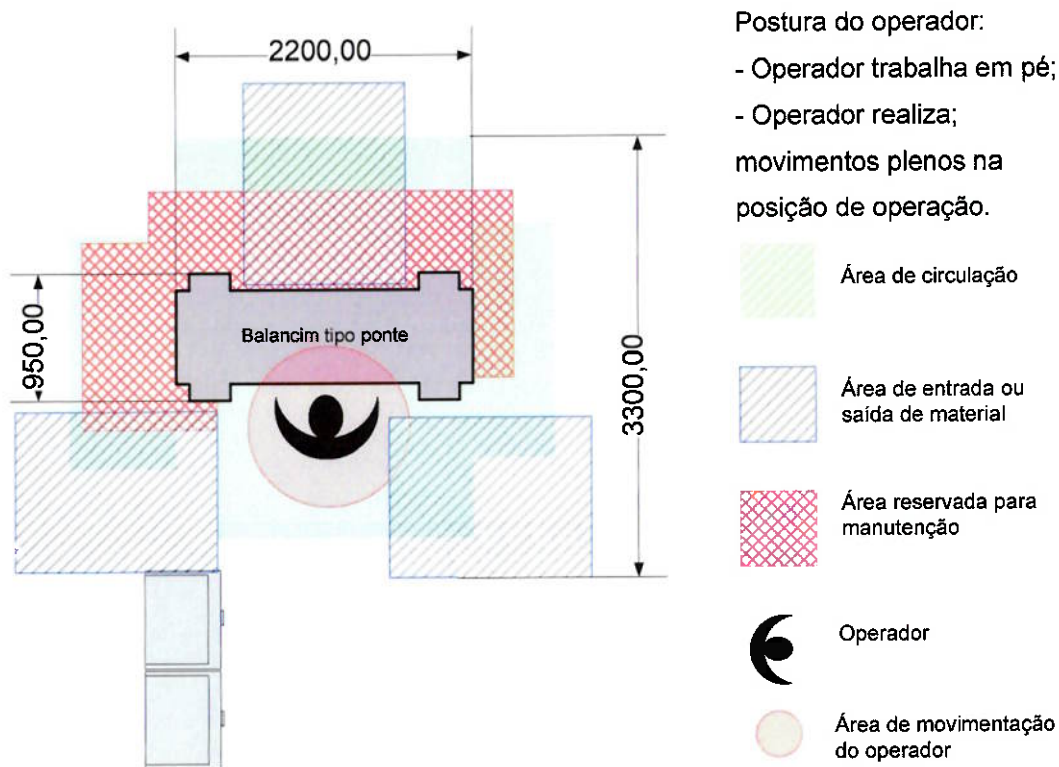 2200,00
950,00
3300,00
Balancim tipo ponte
Postura do operador:
- Operador trabalha em pé;
- Operador realiza;
movimentos plenos na
posição de operação.
Área de circulação
Área de entrada ou
saída de material
Área reservada para
manutenção
Operador
Área de movimentação
do operador